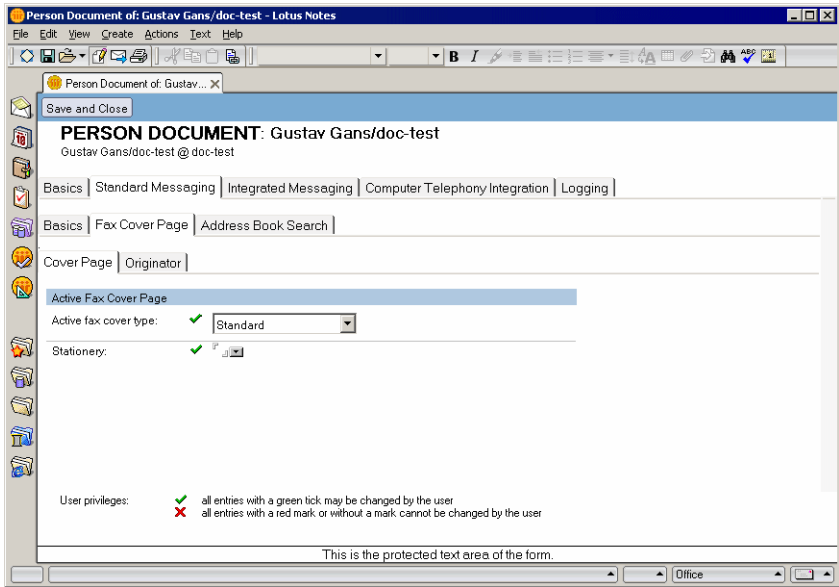 Person Document of: Gustav Gans/doc-test - Lotus Notes
File Edit View Create Actions Text Help
B I ABC
Person Document of: Gustav...
Save and Close
PERSON DOCUMENT: Gustav Gans/doc-test
Gustav Gans/doc-test @ doc-test
Basics Standard Messaging Integrated Messaging Computer Telephony Integration Logging
Basics Fax Cover Page Address Book Search
Cover Page Originator
Active Fax Cover Page
Active fax cover type: Standard
Stationery:
User privileges: all entries with a green tick may be changed by the user
all entries with a red mark or without a mark cannot be changed by the user
This is the protected text area of the form.
Office